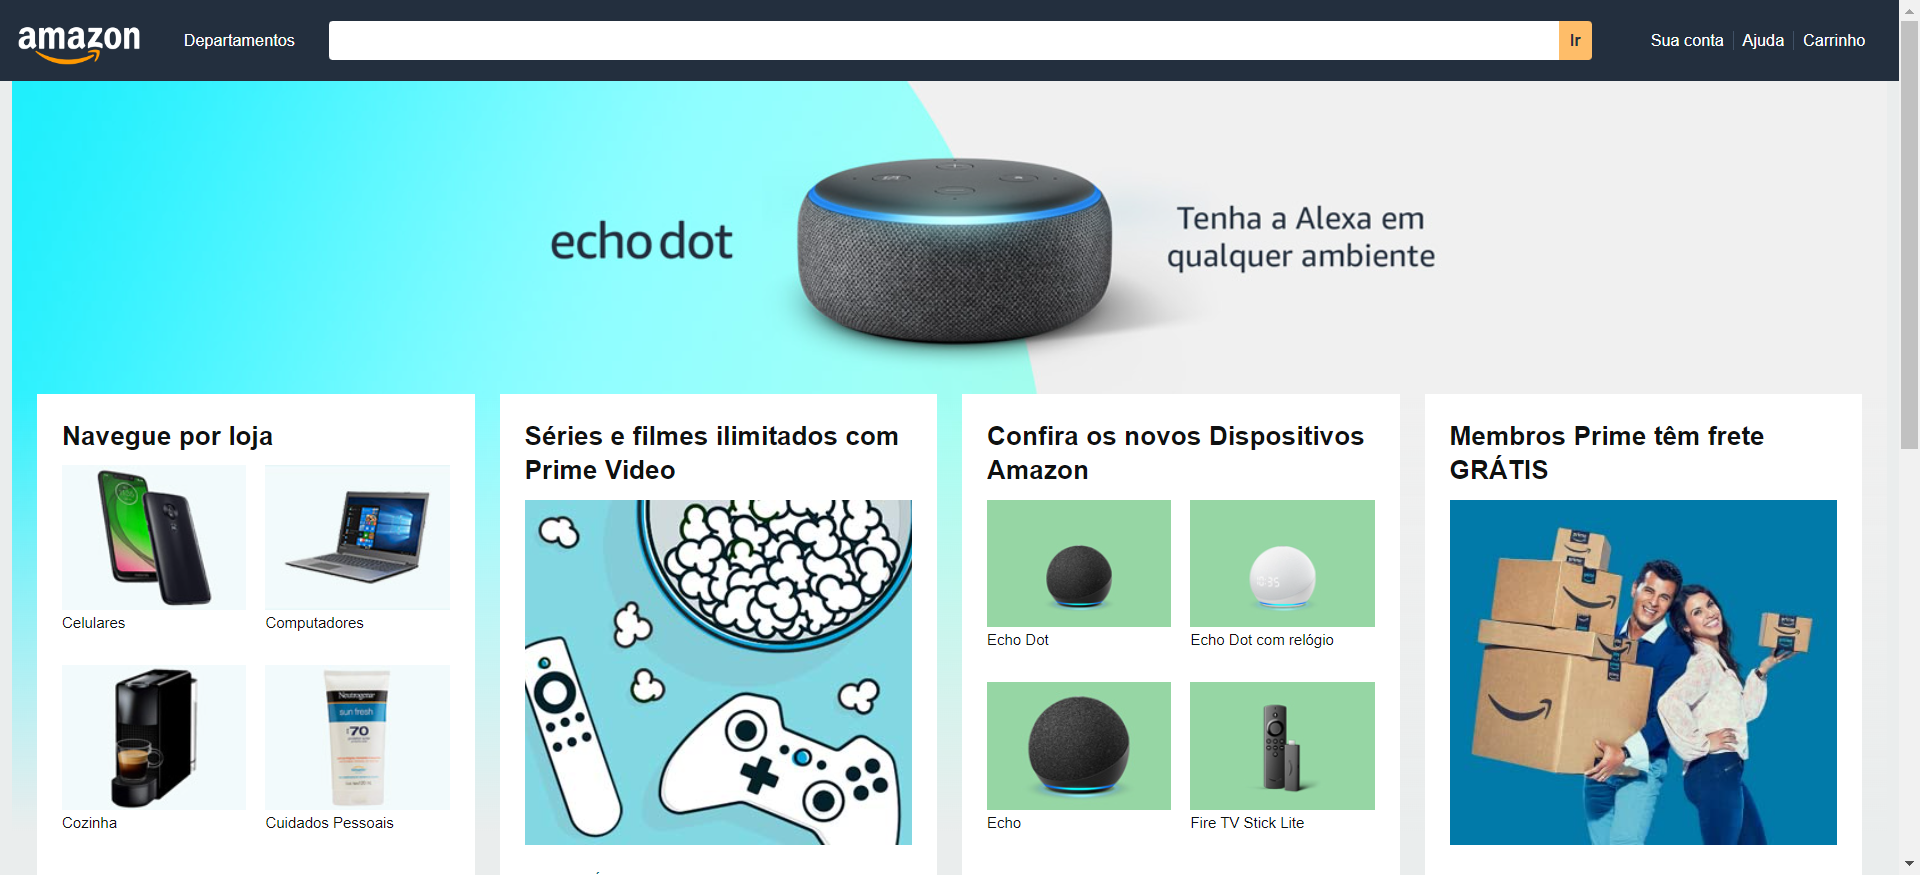 amazon
Departamentos
Ir
Sua conta
Ajuda
Carrinho
echo dot
Tenha a Alexa em
qualquer ambiente
Navegue por loja
Celulares
Computadores
Neutrogena
sun fresh
70
Cozinha
Cuidados Pessoais
Séries e filmes ilimitados com
Prime Video
Confira os novos Dispositivos
Amazon
Echo Dot
Echo Dot com relógio
Echo
Fire TV Stick Lite
Membros Prime têm frete
GRÁTIS